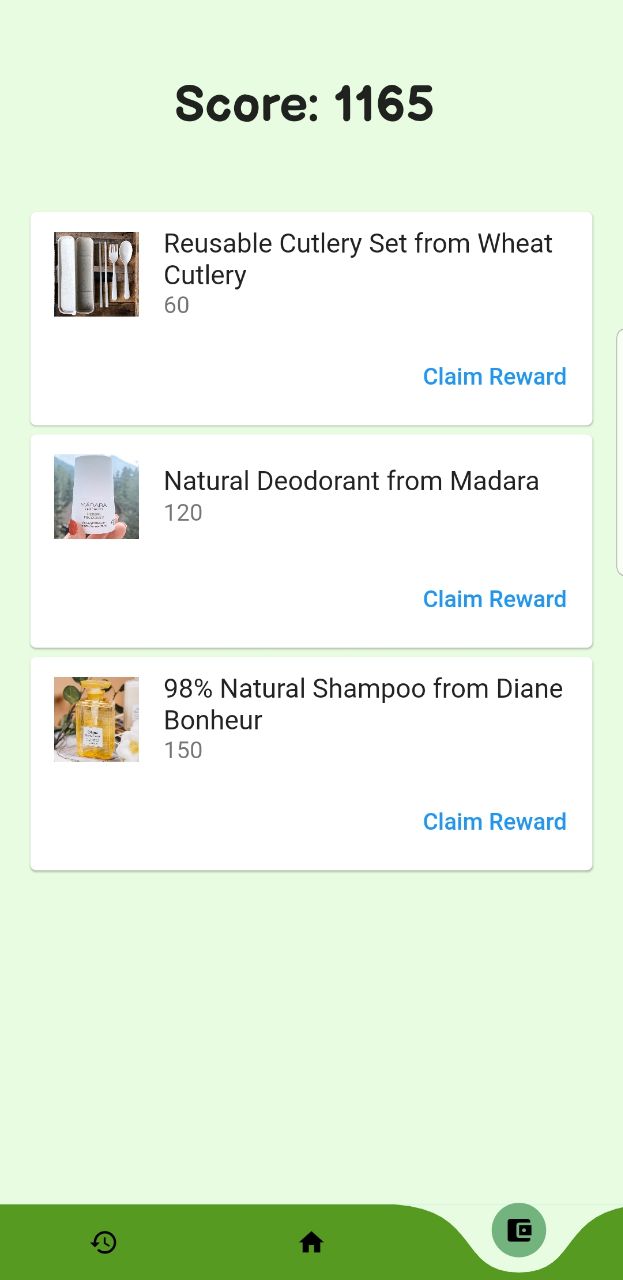 Score: 1165
Reusable Cutlery Set from Wheat
Cutlery
60
Claim Reward
MÁDARA
Natural Deodorant from Madara
120
Claim Reward
98% Natural Shampoo from Diane
Bonheur
150
Claim Reward